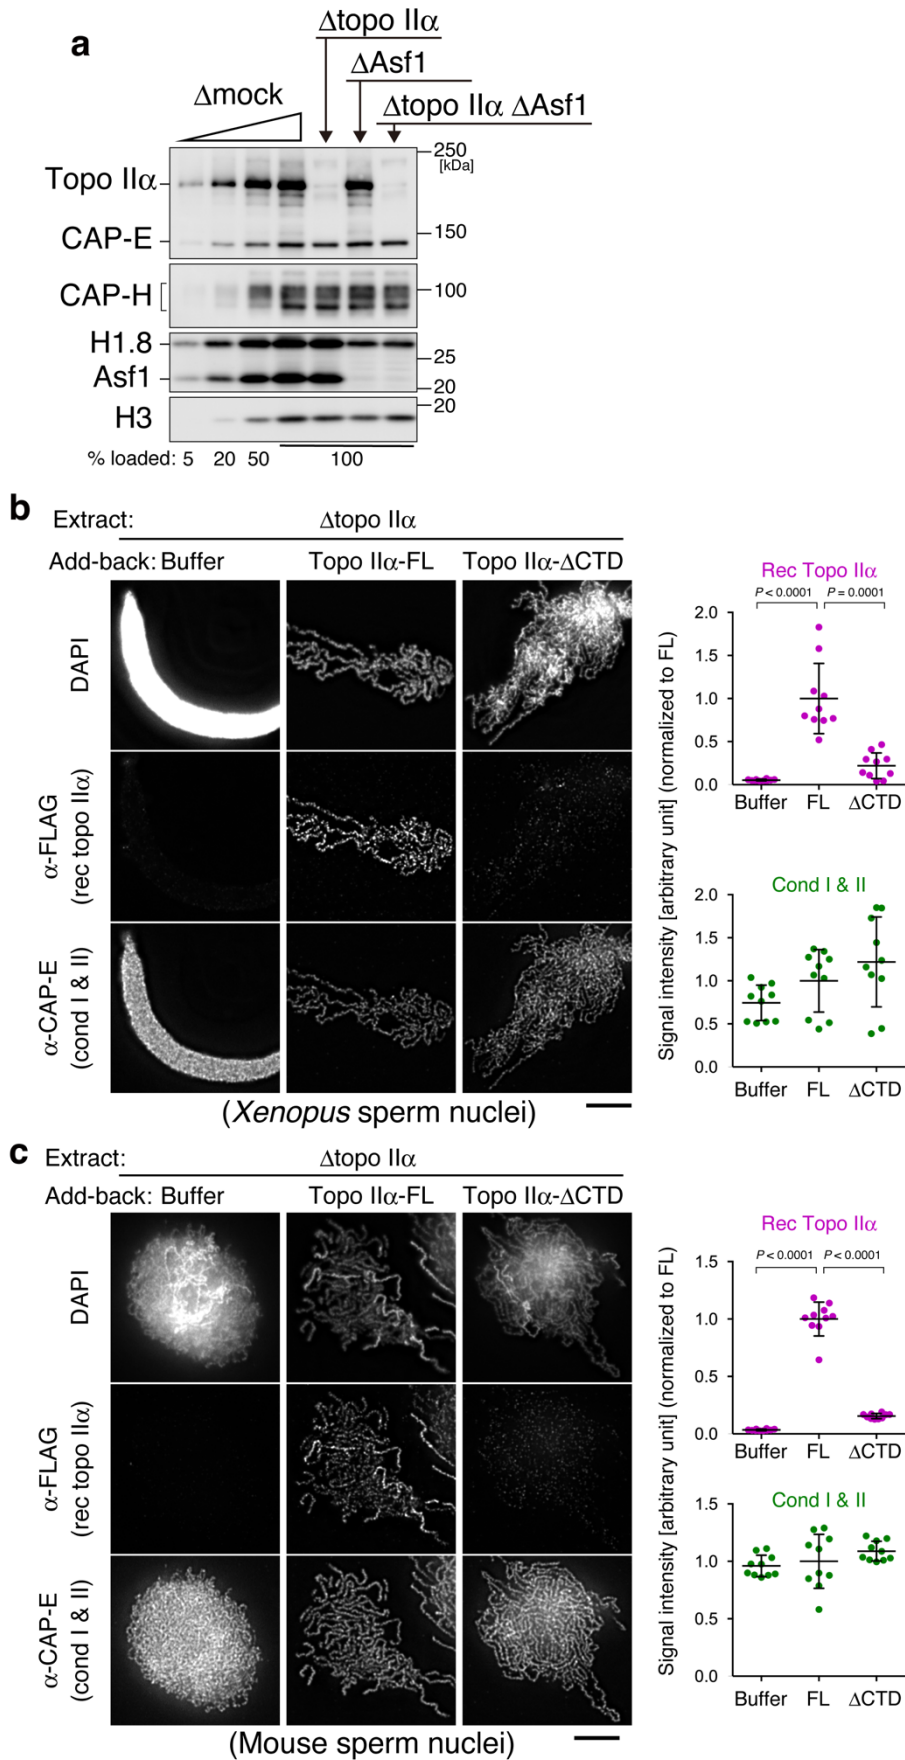 a
Δtopo IIα
ΔAsf1
Δmock
Δtopo IIα ΔAsf1
250
[kDa]
Topo IIα
CAP-E
150
CAP-H
100
H1.8
25
Asf1
20
20
H3
% loaded: 5 20 50 100
b
Extract: Δtopo IIα
Add-back: Buffer Topo IIα-FL Topo IIα-ΔCTD
DAPI
α-FLAG
(rec topo IIα)
α-CAP-E
(cond I & II)
(Xenopus sperm nuclei)
Signal intensity [arbitrary unit] (normalized to FL)
Rec Topo IIα
P < 0.0001 P = 0.0001
2.0
1.5
1.0
0.5
0.0
Buffer FL ΔCTD
Cond I & II
2.0
1.5
1.0
0.5
0.0
Buffer FL ΔCTD
c
Extract: Δtopo IIα
Add-back: Buffer Topo IIα-FL Topo IIα-ΔCTD
DAPI
α-FLAG
(rec topo IIα)
α-CAP-E
(cond I & II)
(Mouse sperm nuclei)
Signal intensity [arbitrary unit] (normalized to FL)
Rec Topo IIα
P < 0.0001 P < 0.0001
1.5
1.0
0.5
0.0
Buffer FL ΔCTD
Cond I & II
1.5
1.0
0.5
0.0
Buffer FL ΔCTD